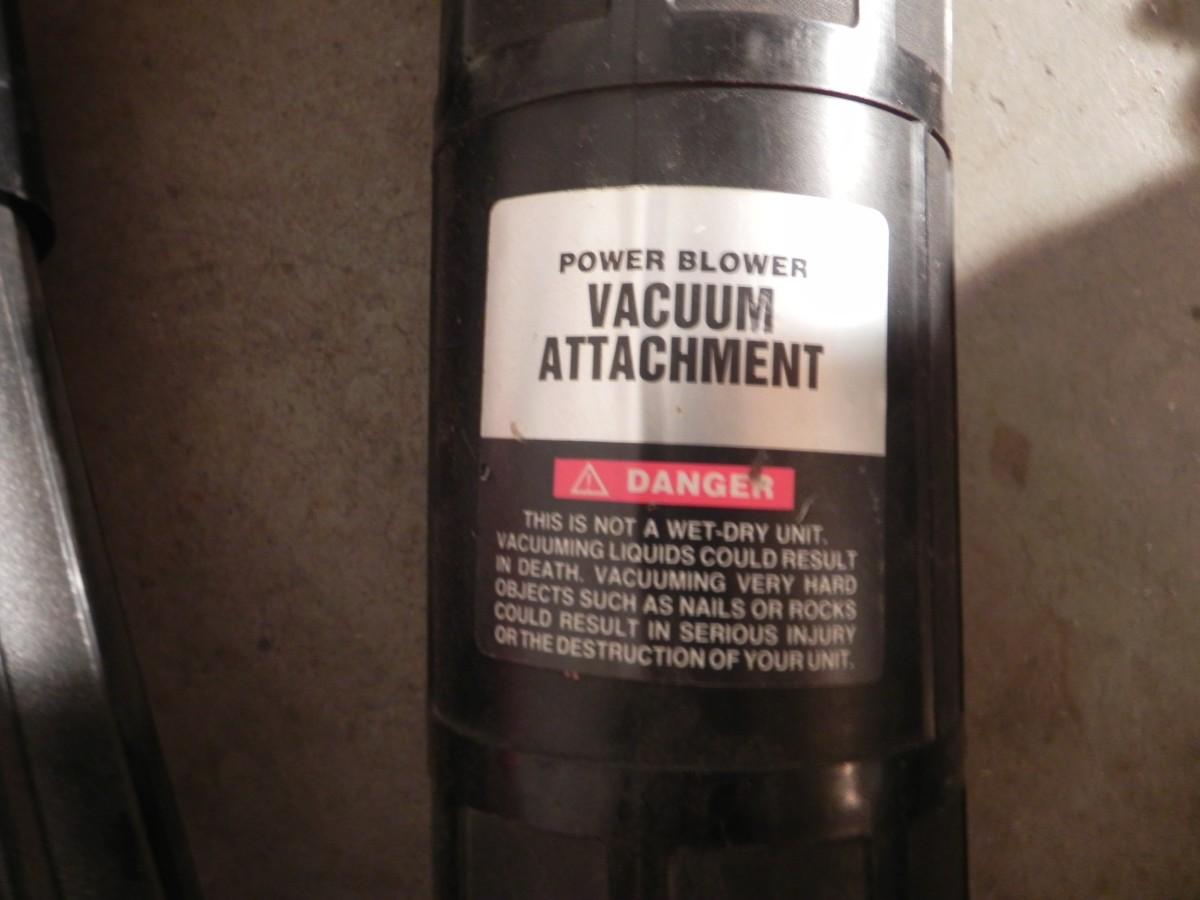 POWER BLOWER
VACUUM
ATTACHMENT
DANGER
THIS IS NOT A WET-DRY UNIT.
VACUUMING LIQUIDS COULD RESULT
IN DEATH. VACUUMING VERY HARD
OBJECTS SUCH AS NAILS OR ROCKS
COULD RESULT IN SERIOUS INJURY
OR THE DESTRUCTION OF YOUR UNIT.